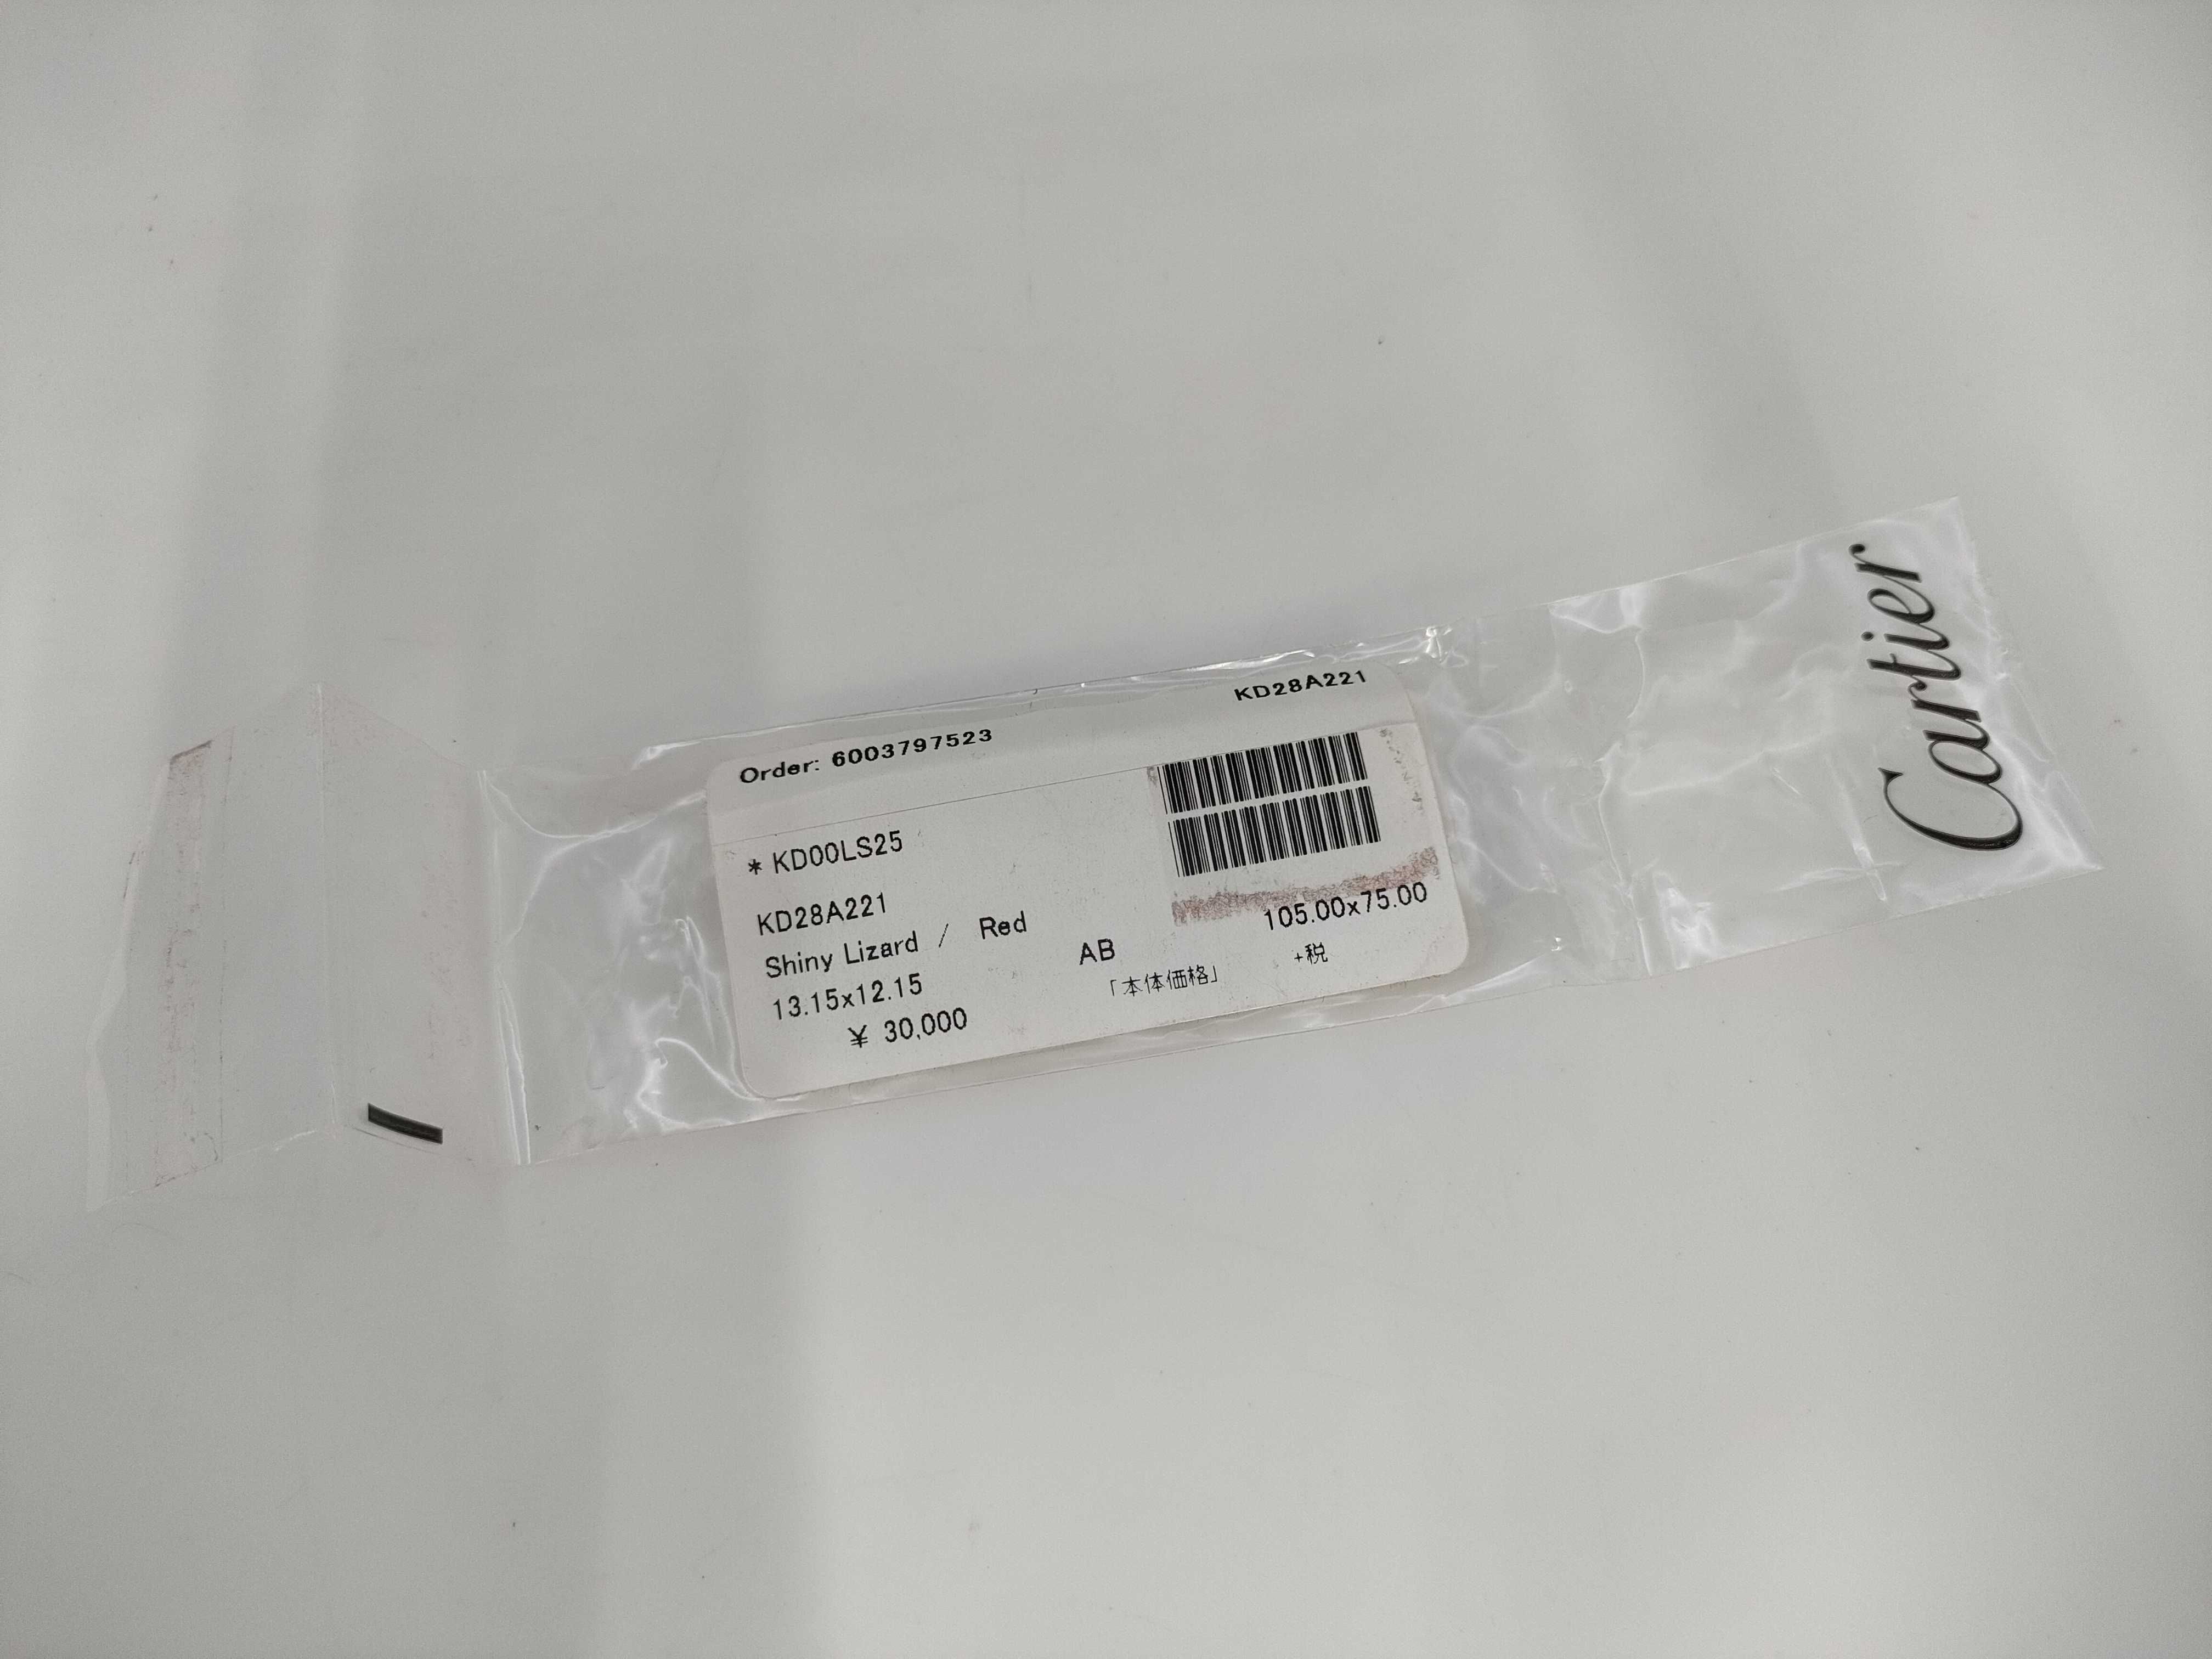 Order: 6003797523 KD28A221
* KD00LS25
KD28A221
Shiny Lizard / Red
AB 105.00x75.00
13.15x12.15
¥ 30,000 「本体価格」 +税
Cartier